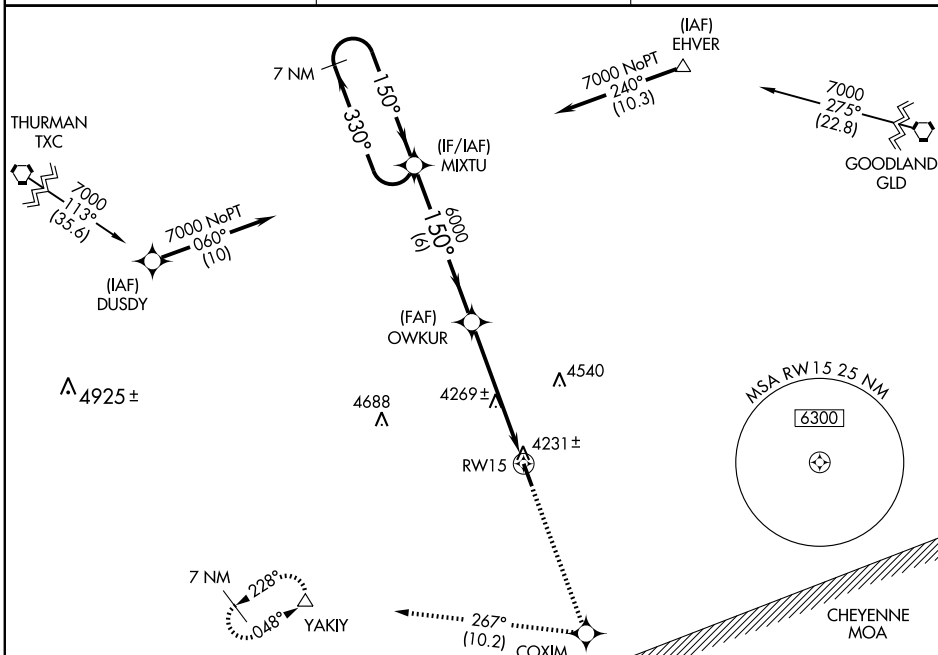 (IAF)
EHVER
7000 NoPT
240°
(10.3)
7 NM
150°
330°
7000
275°
(22.8)
GOODLAND
GLD
THURMAN
TXC
7000
113°
(35.6)
(IF/IAF)
MIXTU
7000 NoPT
060°
(10)
(IAF)
DUSDY
6000
150°
(6)
(FAF)
OWKUR
4925±
4688
4269±
4540
4231±
RW15
MSA RW15 25 NM
6300
7 NM
228°
048°
YAKIY
267°
(10.2)
COXIM
CHEYENNE
MOA